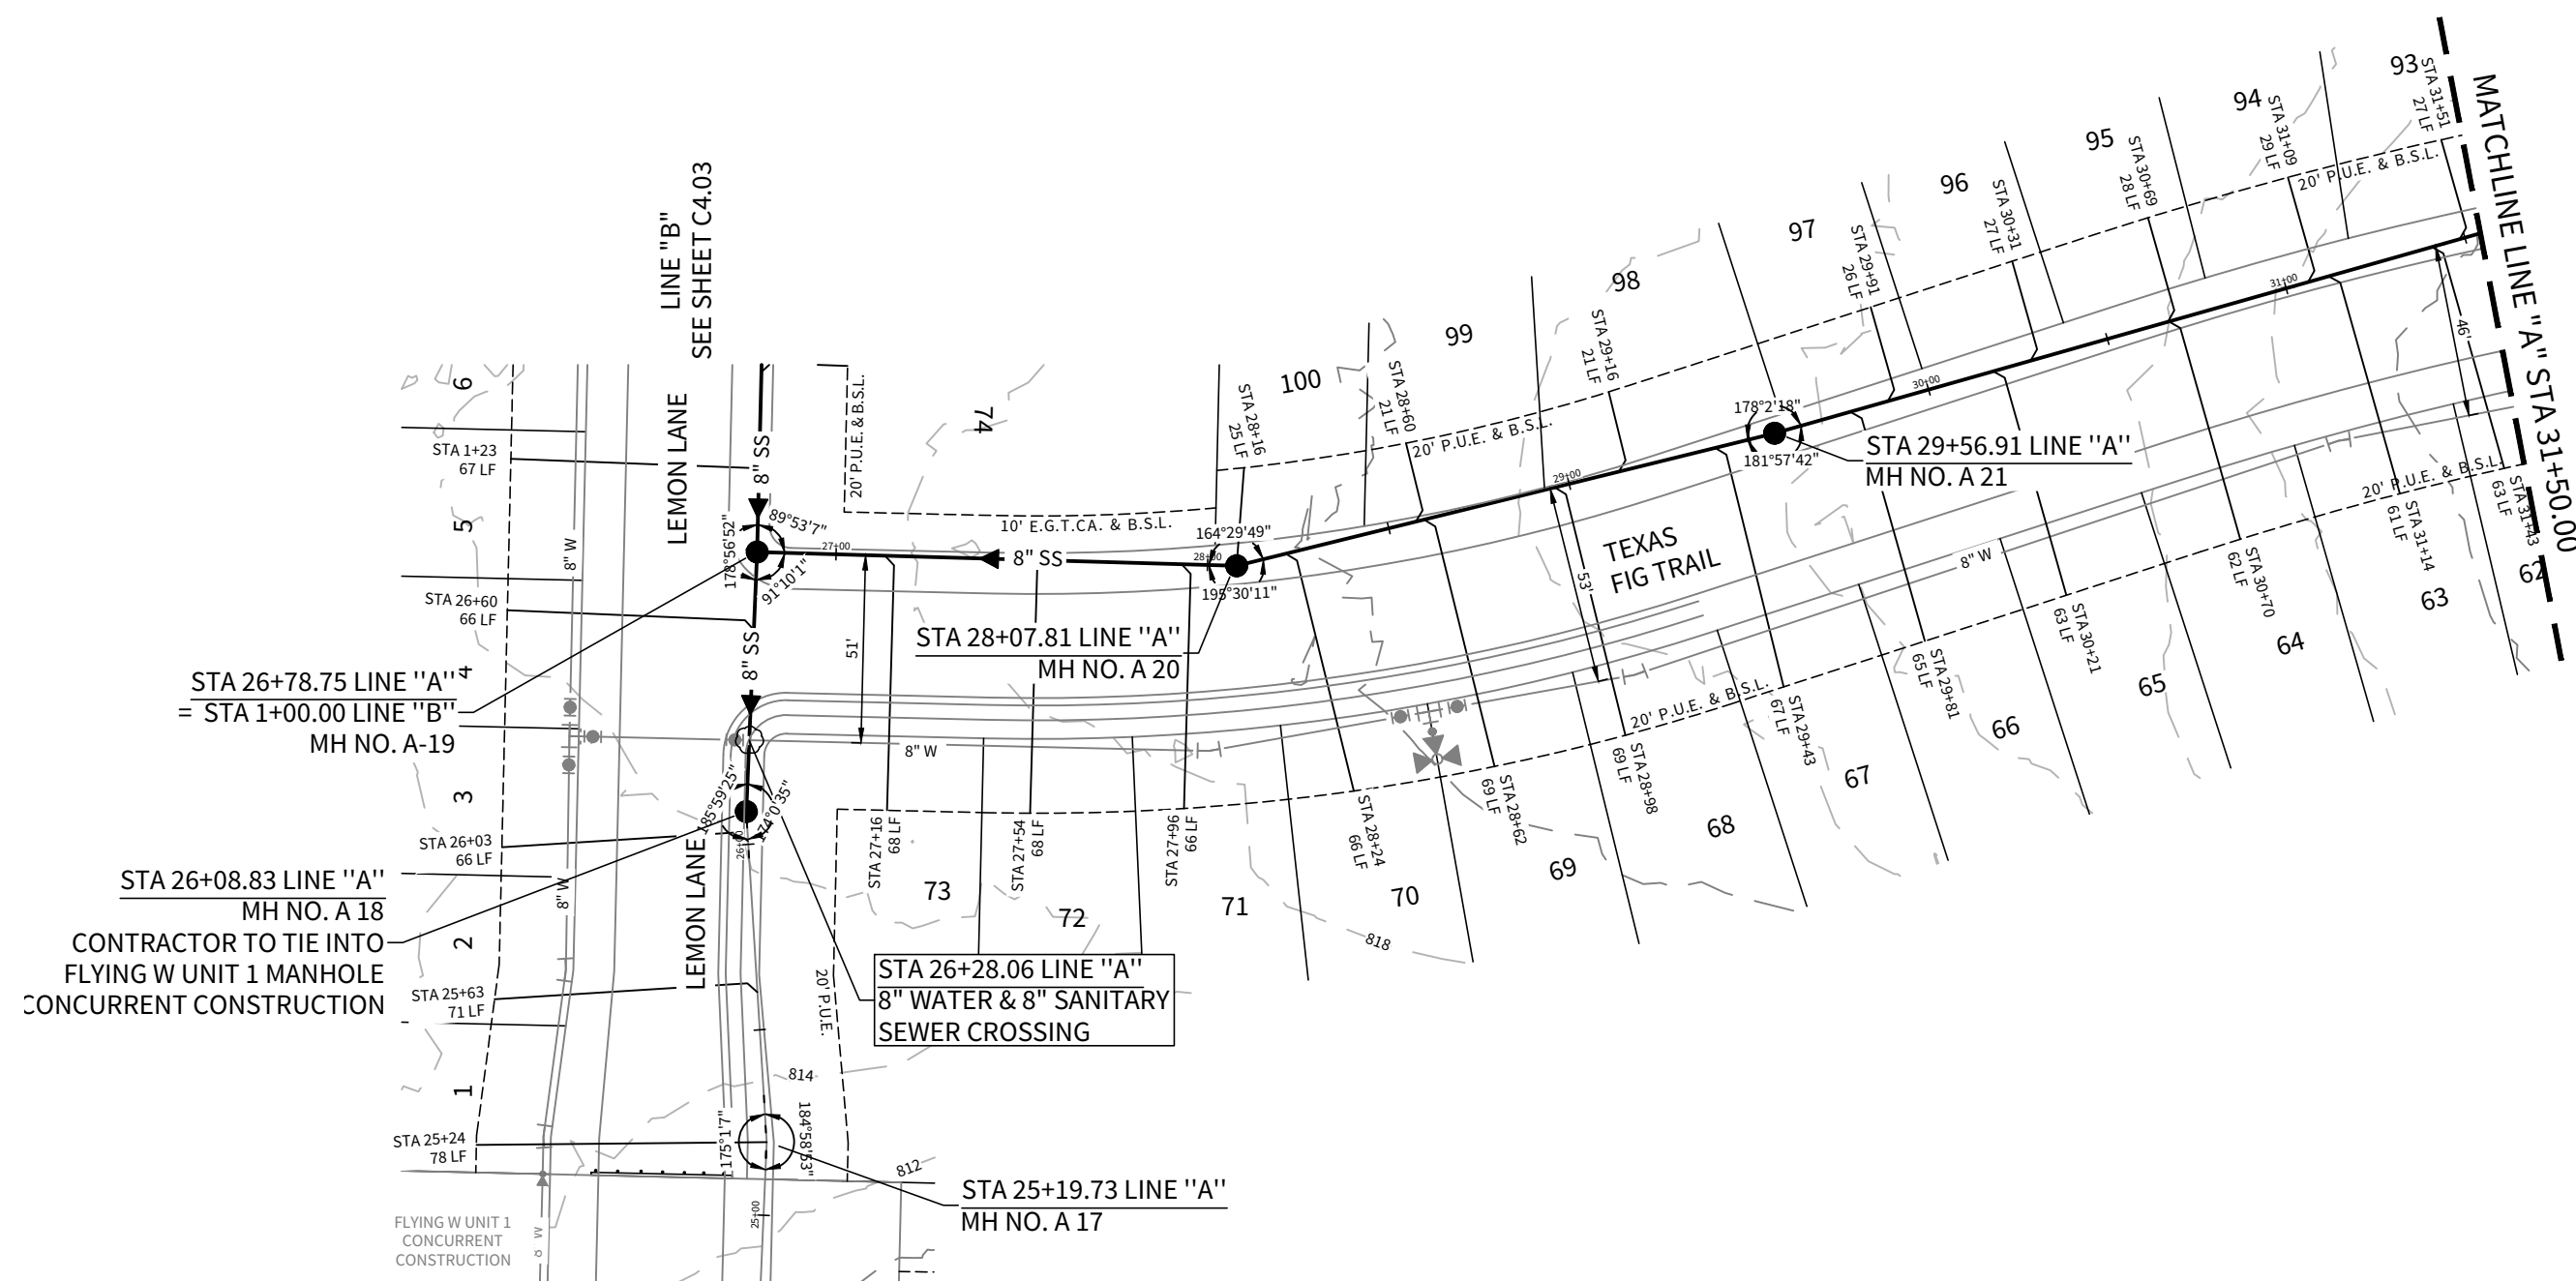 LINE "B"
SEE SHEET C4.03
LEMON LANE
8" SS
20' P.U.E. & B.S.L.
74
6
STA 1+23
67 LF
5
8" W
STA 26+60
66 LF
4
178°56'52"
89°53'7"
91°10'1"
27+00
8" SS
10' E.G.T.CA. & B.S.L.
28+00
164°29'49"
195°30'11"
STA 28+07.81 LINE ''A''
MH NO. A 20
STA 26+78.75 LINE ''A''
= STA 1+00.00 LINE ''B''
MH NO. A-19
8" SS
51'
8" W
3
STA 26+03
66 LF
185°59'25"
174°0'35"
26+00
LEMON LANE
STA 26+08.83 LINE ''A''
MH NO. A 18
CONTRACTOR TO TIE INTO
FLYING W UNIT 1 MANHOLE
CONCURRENT CONSTRUCTION
8" W
2
STA 25+63
71 LF
1
STA 25+24
78 LF
20' P.U.E.
STA 26+28.06 LINE ''A''
8" WATER & 8" SANITARY
SEWER CROSSING
814
175°1'7"
184°58'53"
812
25+00
STA 25+19.73 LINE ''A''
MH NO. A 17
FLYING W UNIT 1
CONCURRENT
CONSTRUCTION
8 W
STA 27+16
68 LF
73
STA 27+54
68 LF
72
STA 27+96
66 LF
71
STA 28+24
66 LF
70
818
STA 28+62
69 LF
69
STA 28+98
69 LF
68
STA 29+43
67 LF
67
STA 29+81
65 LF
66
STA 30+21
63 LF
65
STA 30+70
62 LF
64
STA 31+14
61 LF
63
STA 31+43
63 LF
62
20' P.U.E. & B.S.L.
20' P.U.E. & B.S.L.
8" W
TEXAS
FIG TRAIL
53'
46'
100
STA 28+16
25 LF
99
STA 28+60
21 LF
20' P.U.E. & B.S.L.
98
STA 29+16
21 LF
29+00
97
STA 29+91
26 LF
178°2'18"
181°57'42"
STA 29+56.91 LINE ''A''
MH NO. A 21
30+00
96
STA 30+31
27 LF
95
STA 30+69
28 LF
94
STA 31+09
29 LF
31+00
93
STA 31+51
27 LF
20' P.U.E. & B.S.L.
MATCHLINE LINE "A" STA 31+50.00